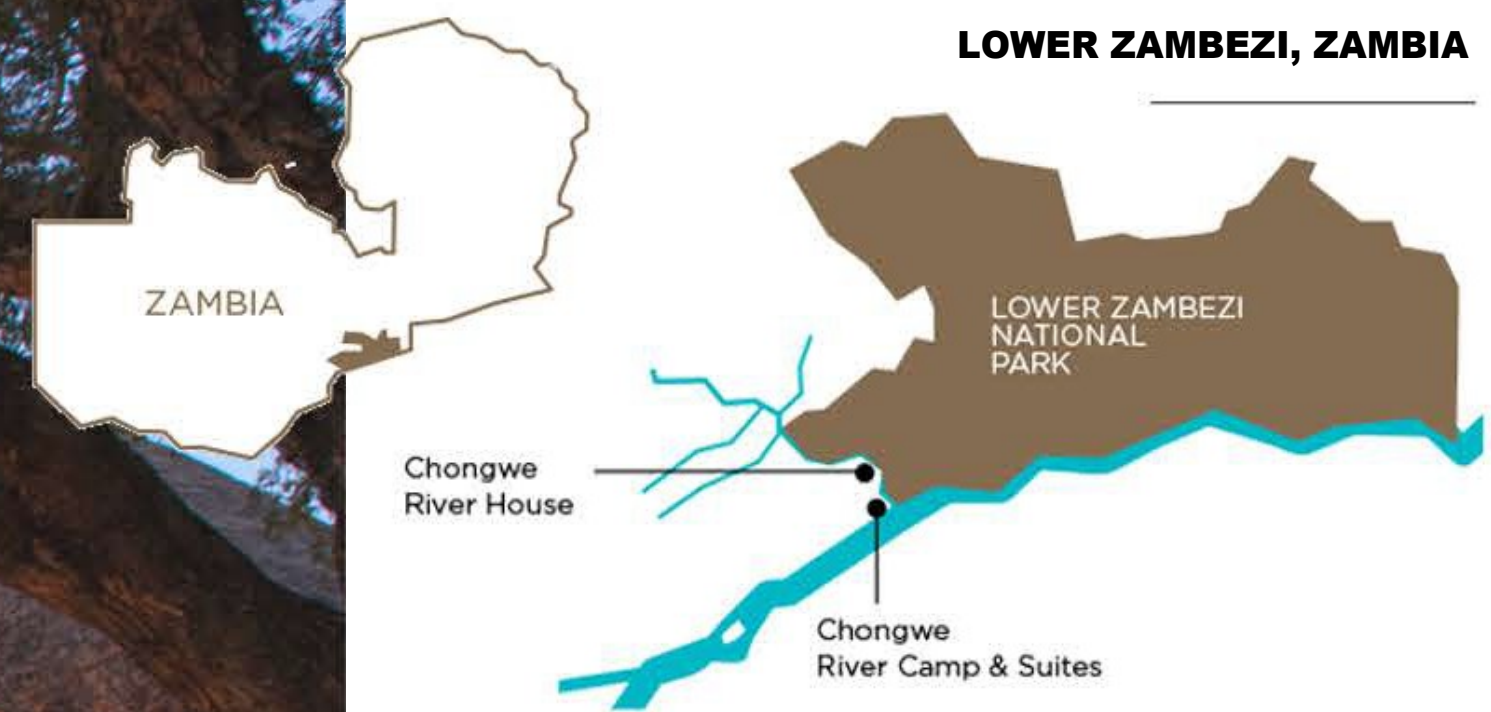 LOWER ZAMBEZI, ZAMBIA
ZAMBIA
LOWER ZAMBEZI
NATIONAL
PARK
Chongwe
River House
Chongwe
River Camp & Suites